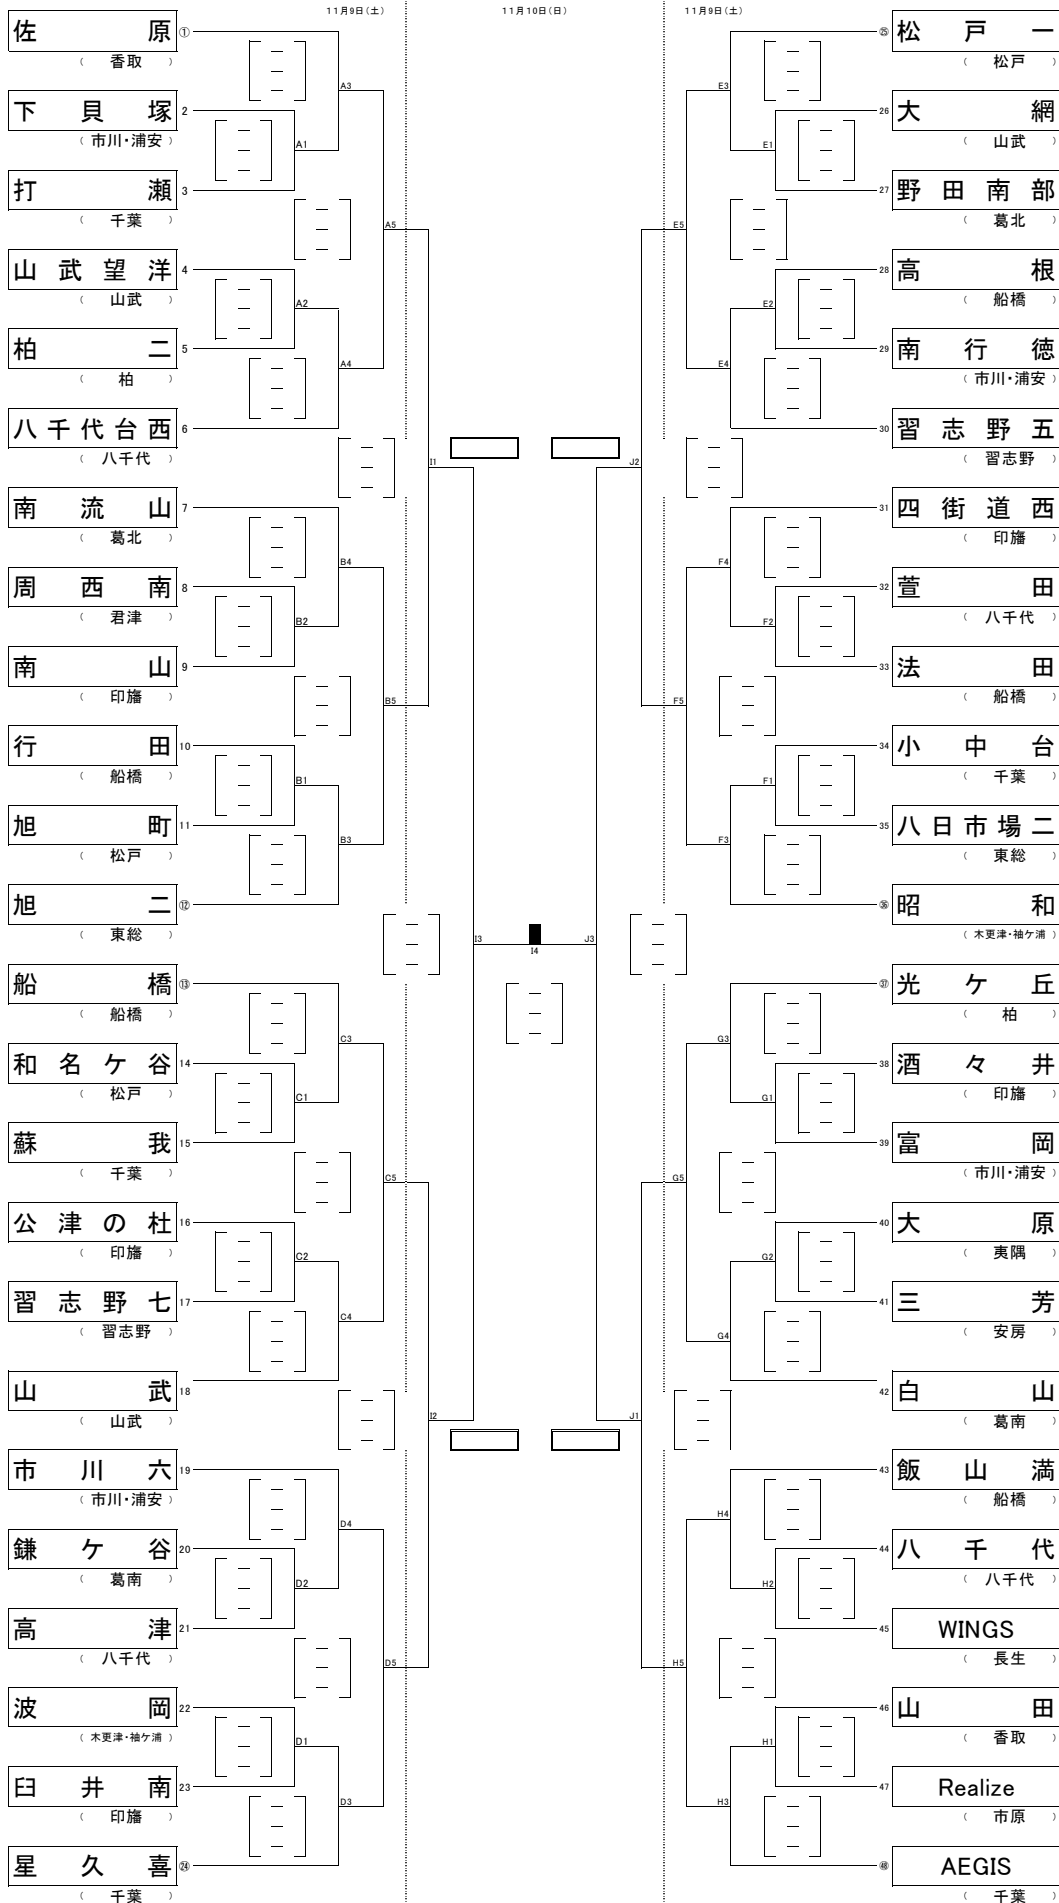 11月9日(土) 11月10日(日) 11月9日(土)
佐原 ①
（ 香取 ）
A3
下貝塚 2
（ 市川・浦安 ）
A1
打瀬 3
（ 千葉 ）
A5
山武望洋 4
（ 山武 ）
A2
柏二 5
（ 柏 ）
A4
八千代台西 6
（ 八千代 ）
I1
南流山 7
（ 葛北 ）
B4
周西南 8
（ 君津 ）
B2
南山 9
（ 印旛 ）
B5
行田 10
（ 船橋 ）
B1
旭町 11
（ 松戸 ）
B3
旭二 ⑫
（ 東総 ）
I3
I4
J3
船橋 ⑬
（ 船橋 ）
C3
和名ケ谷 14
（ 松戸 ）
C1
蘇我 15
（ 千葉 ）
C5
公津の杜 16
（ 印旛 ）
C2
習志野七 17
（ 習志野 ）
C4
山武 18
（ 山武 ）
I2
市川六 19
（ 市川・浦安 ）
D4
鎌ケ谷 20
（ 葛南 ）
D2
高津 21
（ 八千代 ）
D5
波岡 22
（ 木更津・袖ケ浦 ）
D1
臼井南 23
（ 印旛 ）
D3
星久喜 ㉔
（ 千葉 ）
㉕ 松戸一
（ 松戸 ）
E3
26 大網
（ 山武 ）
E1
27 野田南部
（ 葛北 ）
E5
28 高根
（ 船橋 ）
E2
29 南行徳
（ 市川・浦安 ）
E4
30 習志野五
（ 習志野 ）
J2
31 四街道西
（ 印旛 ）
F4
32 萱田
（ 八千代 ）
F2
33 法田
（ 船橋 ）
F5
34 小中台
（ 千葉 ）
F1
35 八日市場二
（ 東総 ）
F3
㊱ 昭和
（ 木更津・袖ケ浦 ）
㊲ 光ケ丘
（ 柏 ）
G3
38 酒々井
（ 印旛 ）
G1
39 富岡
（ 市川・浦安 ）
G5
40 大原
（ 夷隅 ）
G2
41 三芳
（ 安房 ）
G4
42 白山
（ 葛南 ）
J1
43 飯山満
（ 船橋 ）
H4
44 八千代
（ 八千代 ）
H2
45 WINGS
（ 長生 ）
H5
46 山田
（ 香取 ）
H1
47 Realize
（ 市原 ）
H3
㊽ AEGIS
（ 千葉 ）